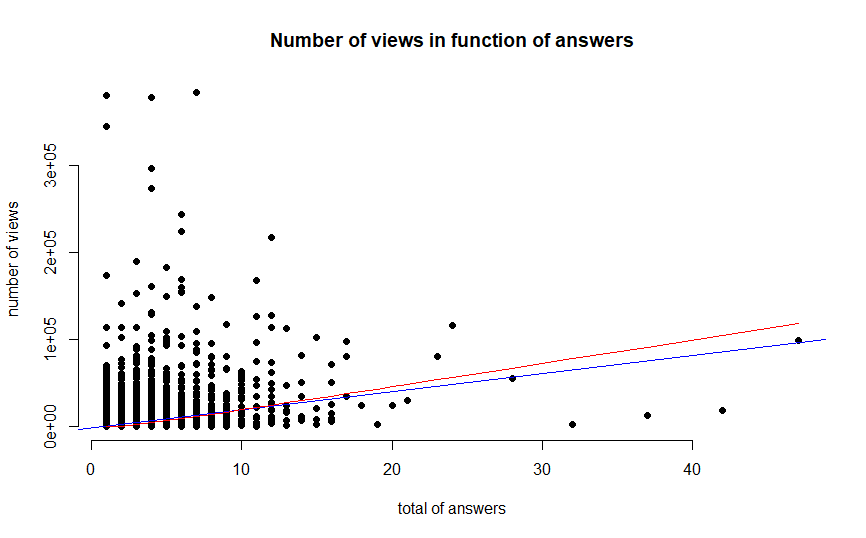 Number of views in function of answers
number of views
3e+05
2e+05
1e+05
0e+00
0 10 20 30 40
total of answers